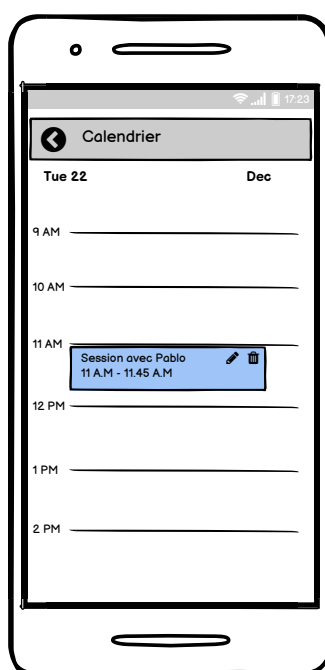 17:23
Calendrier
Tue 22 Dec
9 AM
10 AM
11 AM
Session avec Pablo
11 A.M - 11.45 A.M
12 PM
1 PM
2 PM